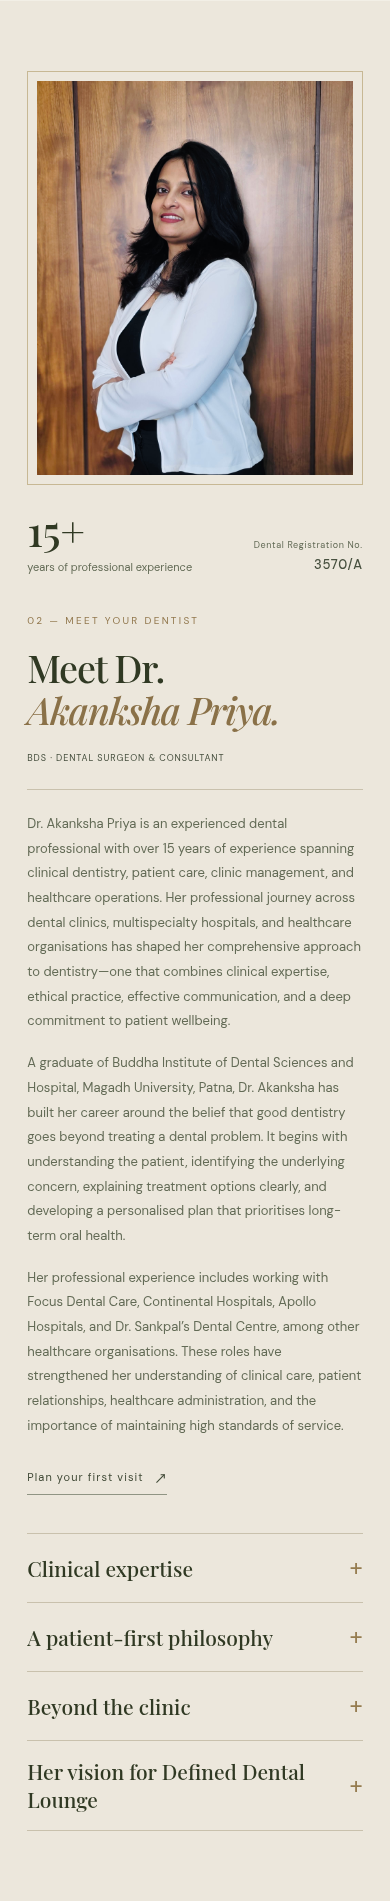 15+
years of professional experience
Dental Registration No.
3570/A
02 — MEET YOUR DENTIST
Meet Dr.
Akanksha Priya.
BDS · DENTAL SURGEON & CONSULTANT
Dr. Akanksha Priya is an experienced dental
professional with over 15 years of experience spanning
clinical dentistry, patient care, clinic management, and
healthcare operations. Her professional journey across
dental clinics, multispecialty hospitals, and healthcare
organisations has shaped her comprehensive approach
to dentistry—one that combines clinical expertise,
ethical practice, effective communication, and a deep
commitment to patient wellbeing.
A graduate of Buddha Institute of Dental Sciences and
Hospital, Magadh University, Patna, Dr. Akanksha has
built her career around the belief that good dentistry
goes beyond treating a dental problem. It begins with
understanding the patient, identifying the underlying
concern, explaining treatment options clearly, and
developing a personalised plan that prioritises long-
term oral health.
Her professional experience includes working with
Focus Dental Care, Continental Hospitals, Apollo
Hospitals, and Dr. Sankpal’s Dental Centre, among other
healthcare organisations. These roles have
strengthened her understanding of clinical care, patient
relationships, healthcare administration, and the
importance of maintaining high standards of service.
Plan your first visit ↗
Clinical expertise +
A patient-first philosophy +
Beyond the clinic +
Her vision for Defined Dental +
Lounge